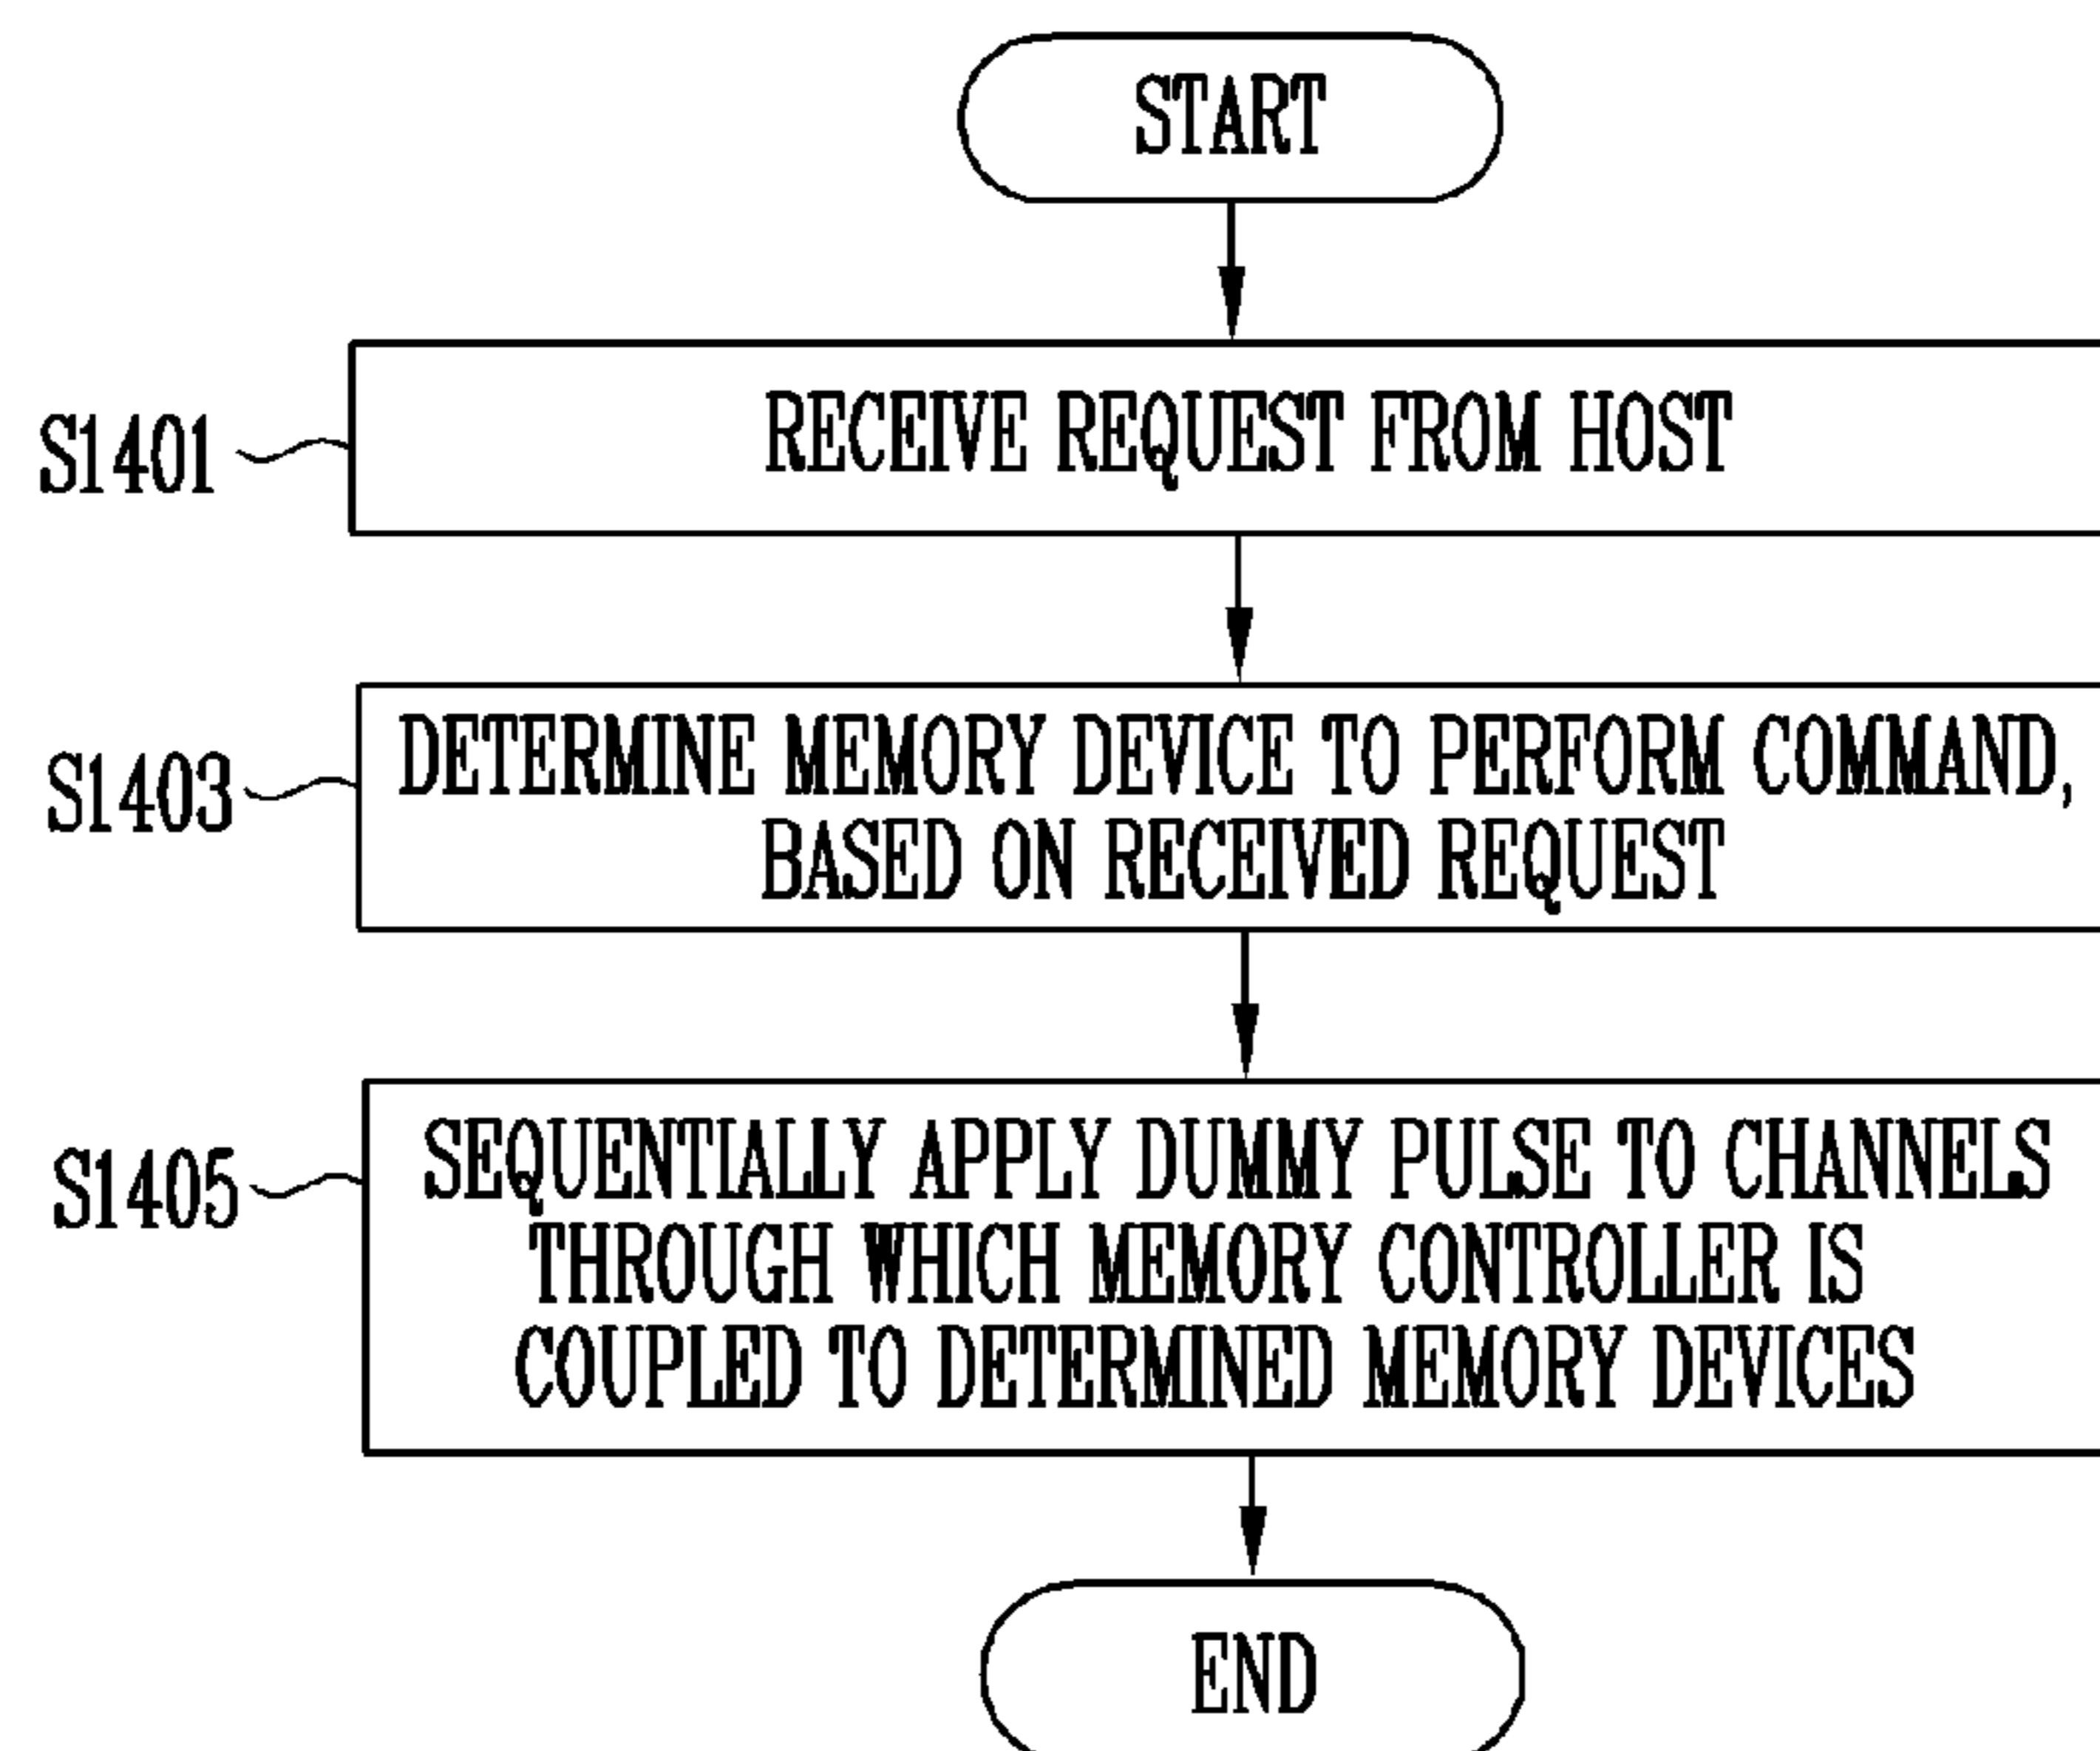 START
S1401
RECEIVE REQUEST FROM HOST
S1403
DETERMINE MEMORY DEVICE TO PERFORM COMMAND,
BASED ON RECEIVED REQUEST
S1405
SEQUENTIALLY APPLY DUMMY PULSE TO CHANNELS
THROUGH WHICH MEMORY CONTROLLER IS
COUPLED TO DETERMINED MEMORY DEVICES
END